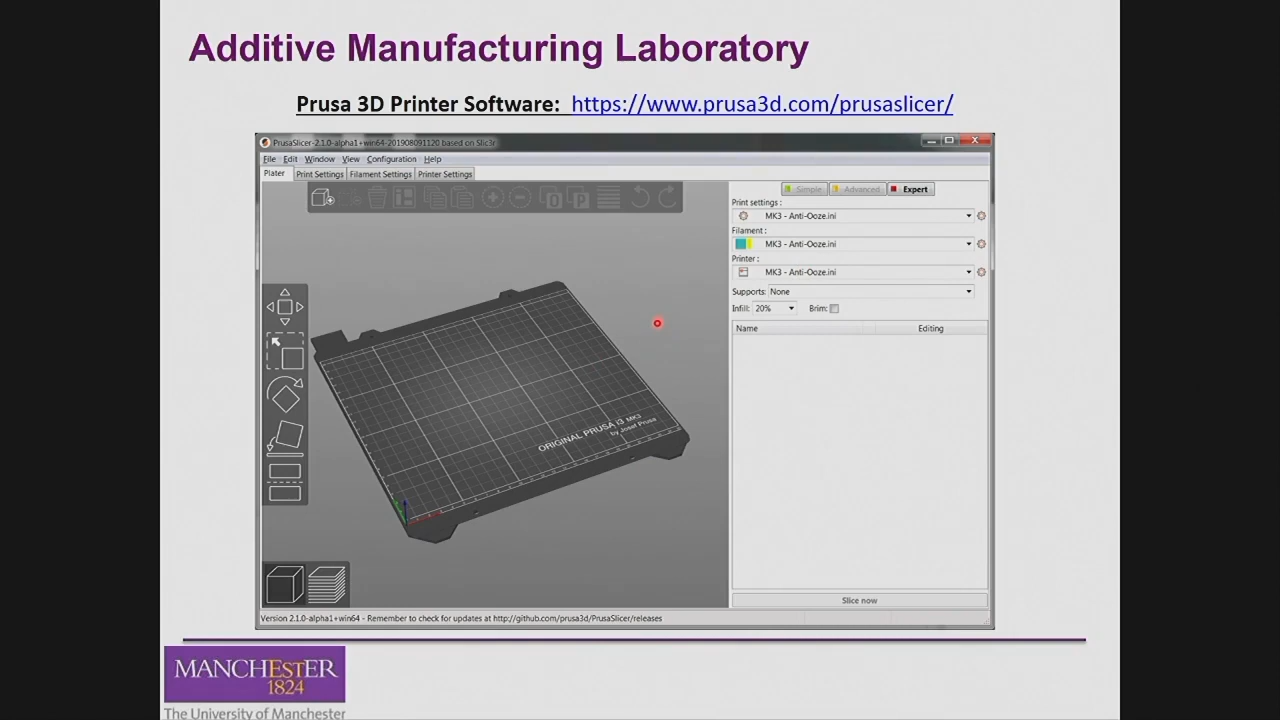 Additive Manufacturing Laboratory
Prusa 3D Printer Software: https://www.prusa3d.com/prusaslicer/
PrusaSlicer-2.1.0-alpha1+win64-201908091120 based on Slic3r
File Edit Window View Configuration Help
Plater Print Settings Filament Settings Printer Settings
Simple Advanced Expert
Print settings :
MK3 - Anti-Ooze.ini
Filament :
MK3 - Anti-Ooze.ini
Printer :
MK3 - Anti-Ooze.ini
Supports: None
Infill: 20% Brim:
Name Editing
ORIGINAL PRUSA i3 MK3
by Josef Prusa
Slice now
Version 2.1.0-alpha1+win64 - Remember to check for updates at http://github.com/prusa3d/PrusaSlicer/releases
MANCHESTER
1824
The University of Manchester